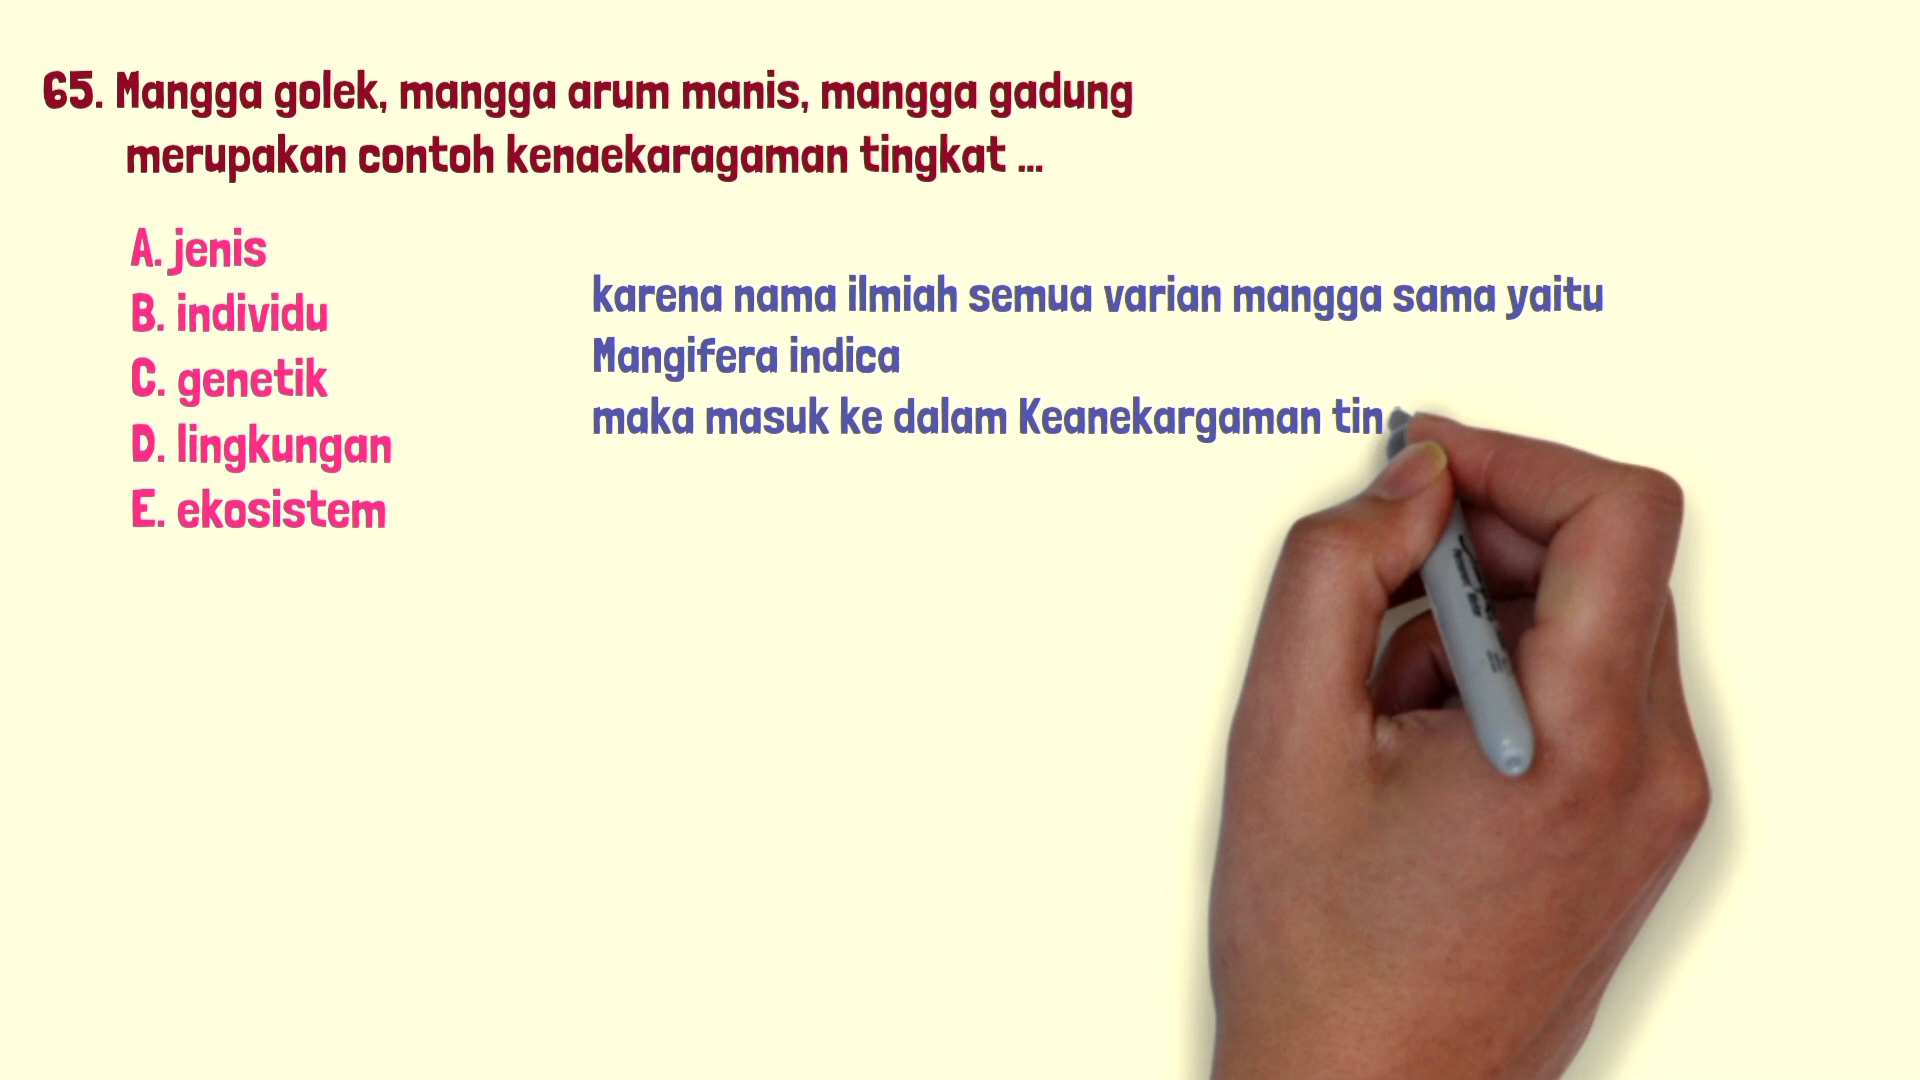 65. Mangga golek, mangga arum manis, mangga gadung
merupakan contoh kenaekaragaman tingkat ...
A. jenis
B. individu
C. genetik
D. lingkungan
E. ekosistem
karena nama ilmiah semua varian mangga sama yaitu
Mangifera indica
maka masuk ke dalam Keanekargaman tin